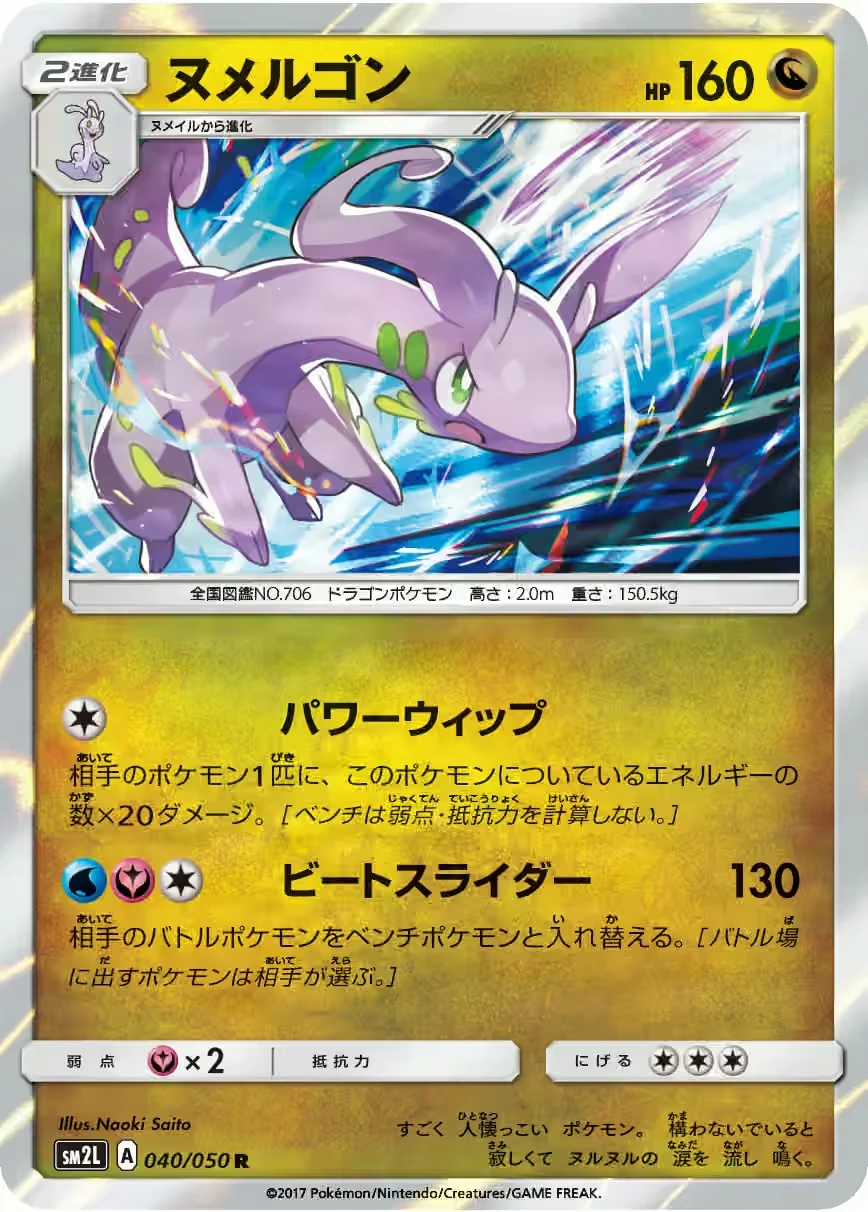 2進化
ヌメルゴン
HP 160
ヌメイルから進化
全国図鑑NO.706 ドラゴンポケモン 高さ：2.0m 重さ：150.5kg
パワーウィップ
相手のポケモン1匹に、このポケモンについているエネルギーの
数×20ダメージ。［ベンチは弱点・抵抗力を計算しない。］
ビートスライダー 130
相手のバトルポケモンをベンチポケモンと入れ替える。［バトル場
に出すポケモンは相手が選ぶ。］
弱点 ×2 抵抗力 にげる
Illus.Naoki Saito
すごく 人懐っこい ポケモン。 構わないでいると
寂しくて ヌルヌルの 涙を 流し 鳴く。
SM2L A 040/050 R
©2017 Pokémon/Nintendo/Creatures/GAME FREAK.